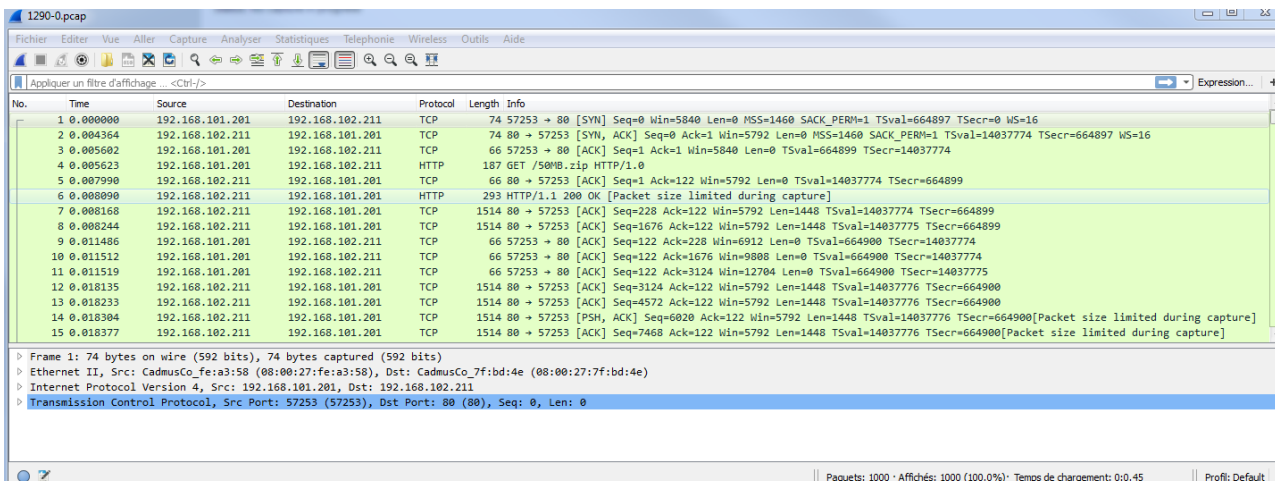 1290-0.pcap
Fichier Editer Vue Aller Capture Analyser Statistiques Telephonie Wireless Outils Aide
Appliquer un filtre d'affichage ... <Ctrl-/> Expression... +
No. Time Source Destination Protocol Length Info
1 0.000000 192.168.101.201 192.168.102.211 TCP 74 57253 → 80 [SYN] Seq=0 Win=5840 Len=0 MSS=1460 SACK_PERM=1 TSval=664897 TSecr=0 WS=16
2 0.004364 192.168.102.211 192.168.101.201 TCP 74 80 → 57253 [SYN, ACK] Seq=0 Ack=1 Win=5792 Len=0 MSS=1460 SACK_PERM=1 TSval=14037774 TSecr=664897 WS=16
3 0.005602 192.168.101.201 192.168.102.211 TCP 66 57253 → 80 [ACK] Seq=1 Ack=1 Win=5840 Len=0 TSval=664899 TSecr=14037774
4 0.005623 192.168.101.201 192.168.102.211 HTTP 187 GET /50MB.zip HTTP/1.0
5 0.007990 192.168.102.211 192.168.101.201 TCP 66 80 → 57253 [ACK] Seq=1 Ack=122 Win=5792 Len=0 TSval=14037774 TSecr=664899
6 0.008090 192.168.102.211 192.168.101.201 HTTP 293 HTTP/1.1 200 OK [Packet size limited during capture]
7 0.008168 192.168.102.211 192.168.101.201 TCP 1514 80 → 57253 [ACK] Seq=228 Ack=122 Win=5792 Len=1448 TSval=14037774 TSecr=664899
8 0.008244 192.168.102.211 192.168.101.201 TCP 1514 80 → 57253 [ACK] Seq=1676 Ack=122 Win=5792 Len=1448 TSval=14037775 TSecr=664899
9 0.011486 192.168.101.201 192.168.102.211 TCP 66 57253 → 80 [ACK] Seq=122 Ack=228 Win=6912 Len=0 TSval=664900 TSecr=14037774
10 0.011512 192.168.101.201 192.168.102.211 TCP 66 57253 → 80 [ACK] Seq=122 Ack=1676 Win=9808 Len=0 TSval=664900 TSecr=14037774
11 0.011519 192.168.101.201 192.168.102.211 TCP 66 57253 → 80 [ACK] Seq=122 Ack=3124 Win=12704 Len=0 TSval=664900 TSecr=14037775
12 0.018135 192.168.102.211 192.168.101.201 TCP 1514 80 → 57253 [ACK] Seq=3124 Ack=122 Win=5792 Len=1448 TSval=14037776 TSecr=664900
13 0.018233 192.168.102.211 192.168.101.201 TCP 1514 80 → 57253 [ACK] Seq=4572 Ack=122 Win=5792 Len=1448 TSval=14037776 TSecr=664900
14 0.018304 192.168.102.211 192.168.101.201 TCP 1514 80 → 57253 [PSH, ACK] Seq=6020 Ack=122 Win=5792 Len=1448 TSval=14037776 TSecr=664900[Packet size limited during capture]
15 0.018377 192.168.102.211 192.168.101.201 TCP 1514 80 → 57253 [ACK] Seq=7468 Ack=122 Win=5792 Len=1448 TSval=14037776 TSecr=664900[Packet size limited during capture]
Frame 1: 74 bytes on wire (592 bits), 74 bytes captured (592 bits)
Ethernet II, Src: CadmusCo_fe:a3:58 (08:00:27:fe:a3:58), Dst: CadmusCo_7f:bd:4e (08:00:27:7f:bd:4e)
Internet Protocol Version 4, Src: 192.168.101.201, Dst: 192.168.102.211
Transmission Control Protocol, Src Port: 57253 (57253), Dst Port: 80 (80), Seq: 0, Len: 0
Paquets: 1000 · Affichés: 1000 (100.0%)· Temps de chargement: 0:0.45 Profil: Default